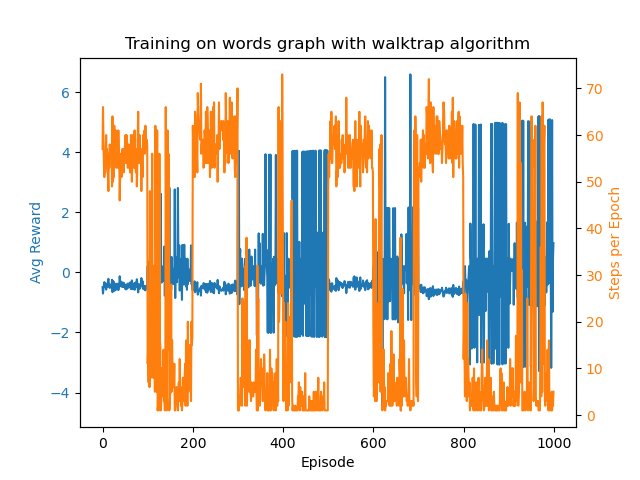 Training on words graph with walktrap algorithm
6
4
2
0
−2
−4
Avg Reward
70
60
50
40
30
20
10
0
Steps per Epoch
0 200 400 600 800 1000
Episode